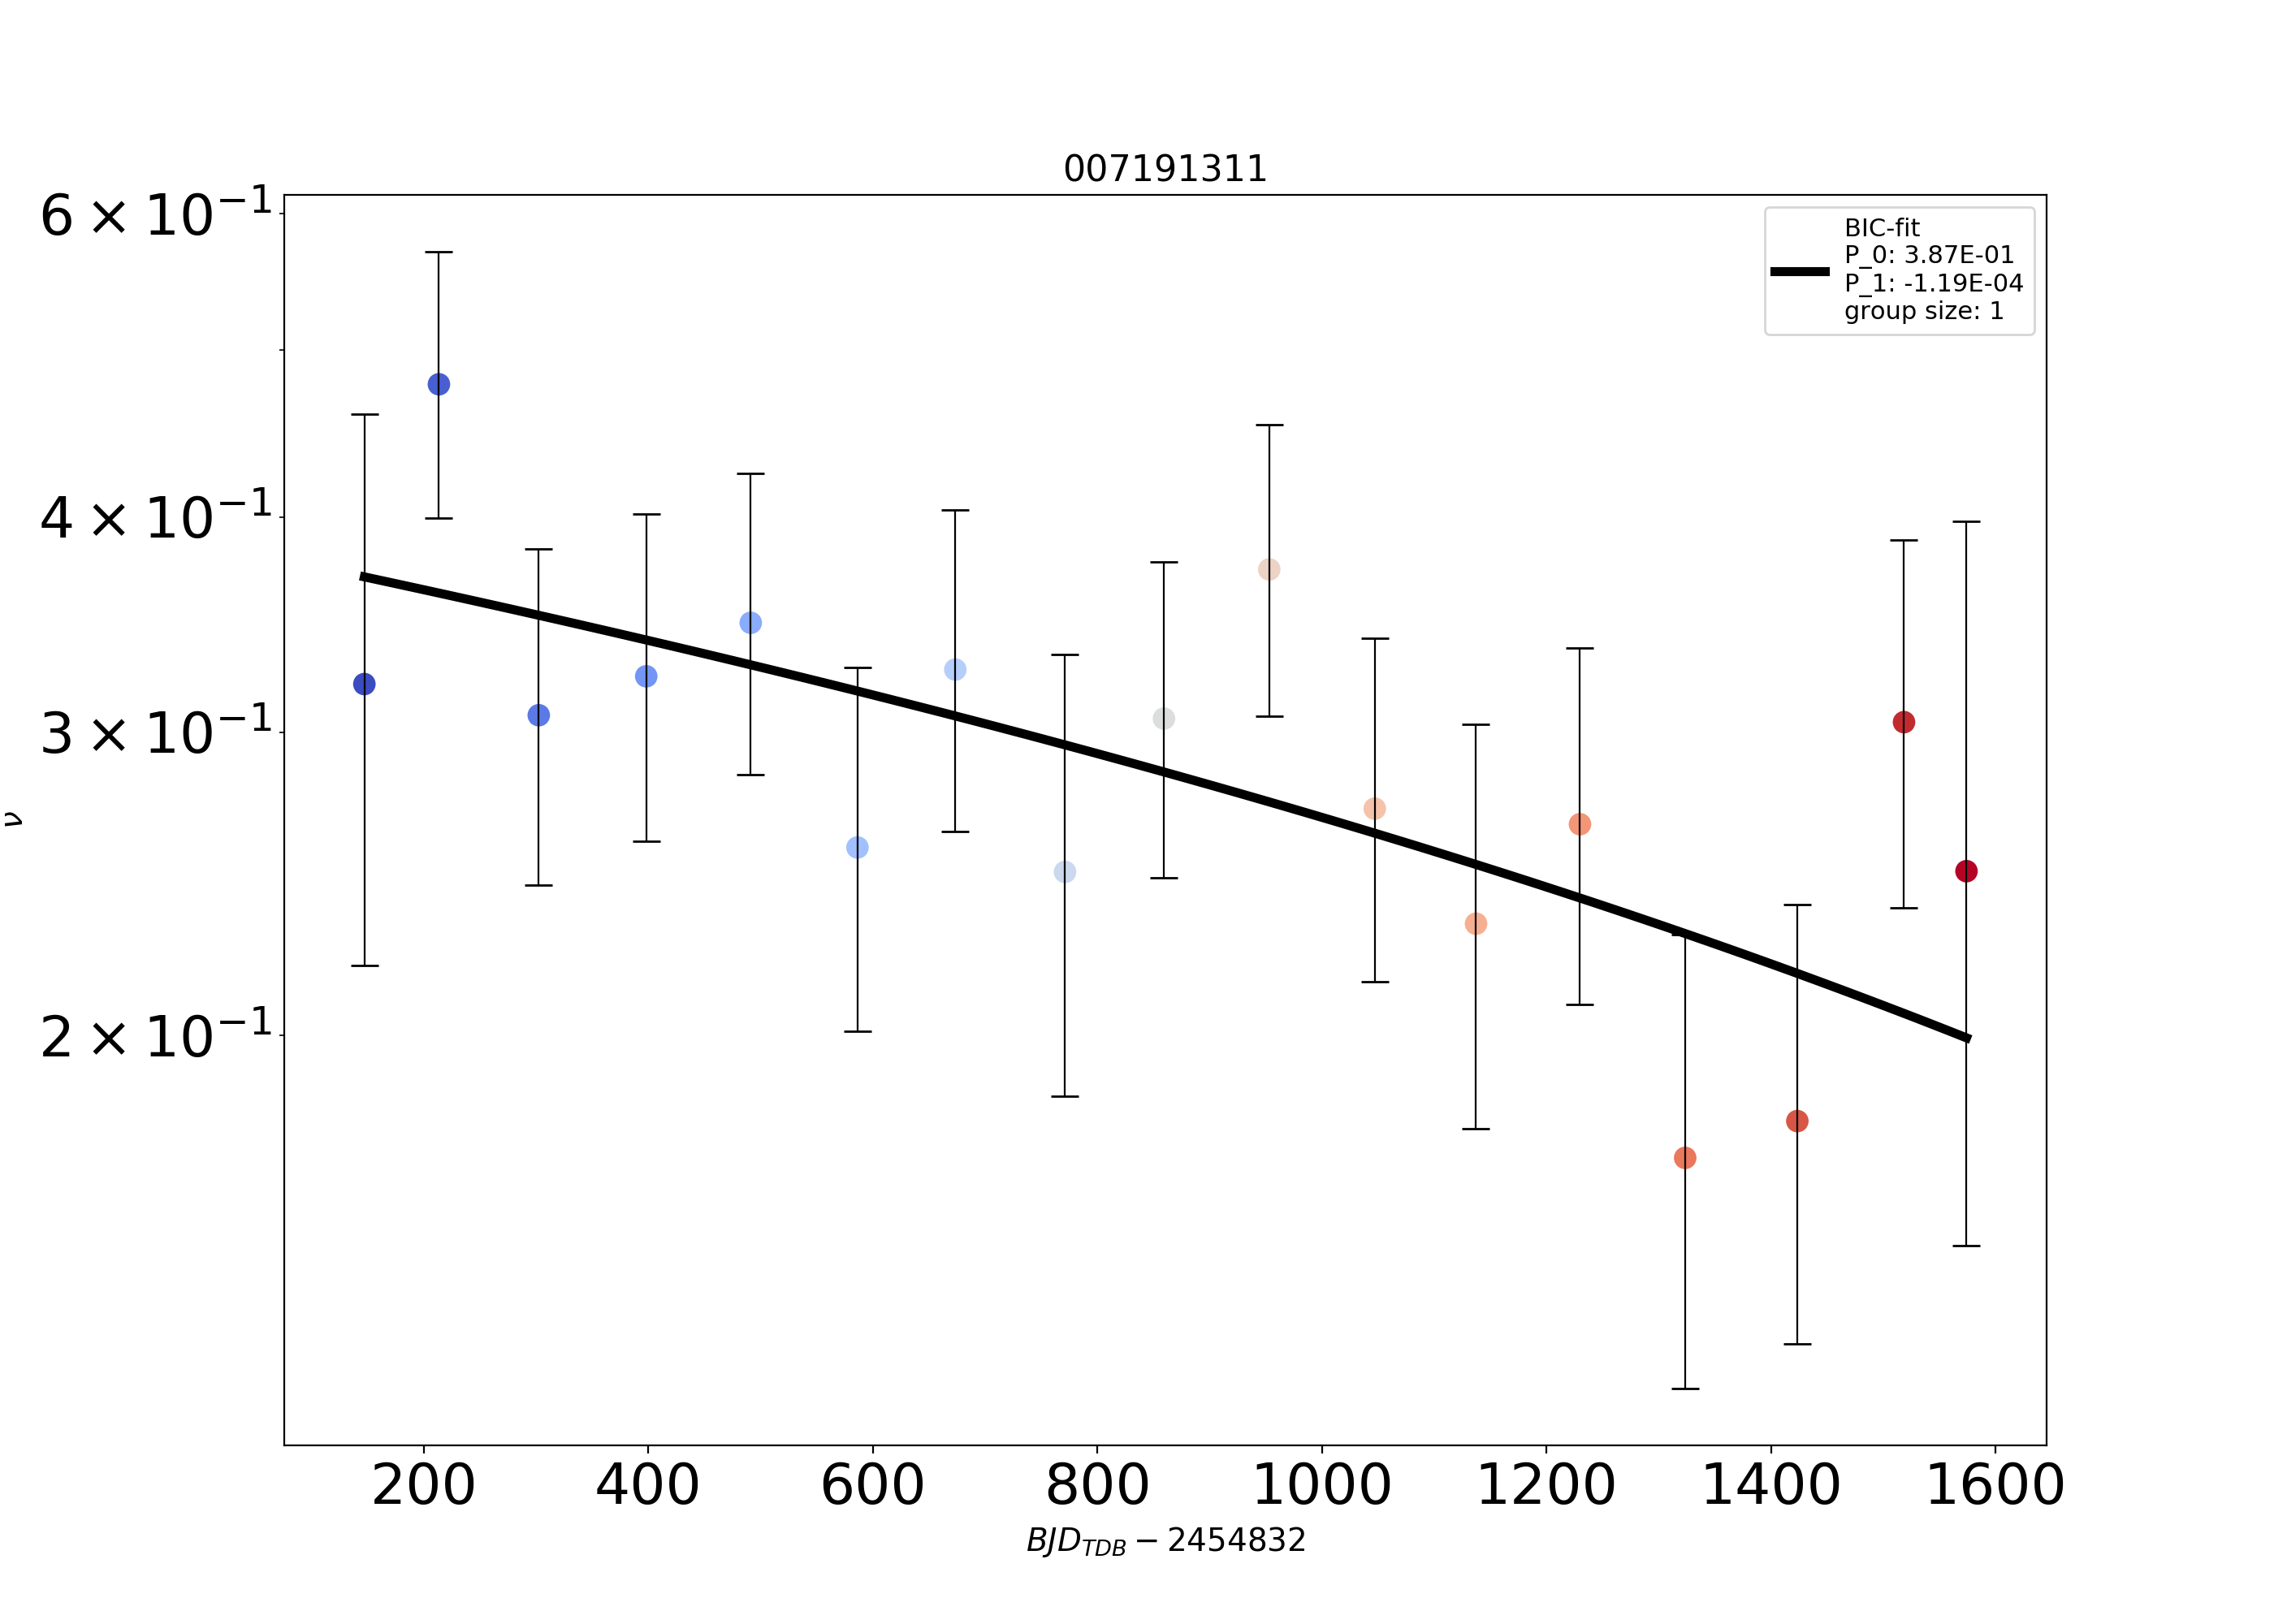 007191311
6 × 10⁻¹
4 × 10⁻¹
3 × 10⁻¹
2 × 10⁻¹
ν
BIC-fit
P_0: 3.87E-01
P_1: -1.19E-04
group size: 1
200 400 600 800 1000 1200 1400 1600
BJD_TDB − 2454832